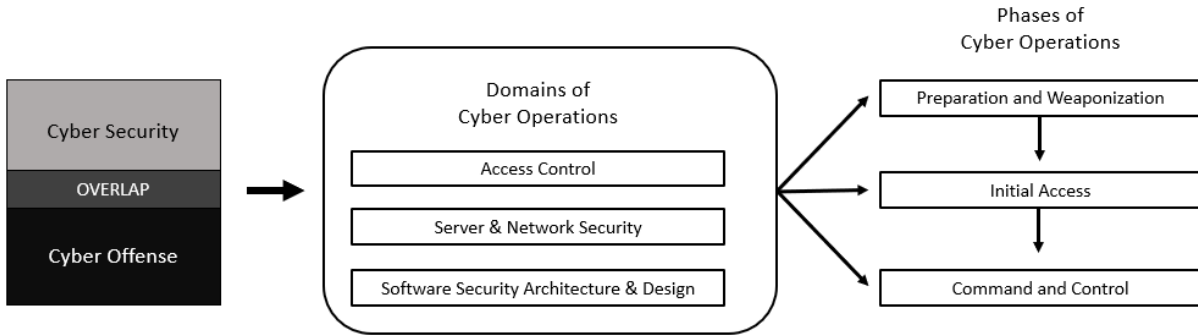 Cyber Security
OVERLAP
Cyber Offense
Domains of
Cyber Operations
Access Control
Server & Network Security
Software Security Architecture & Design
Phases of
Cyber Operations
Preparation and Weaponization
Initial Access
Command and Control